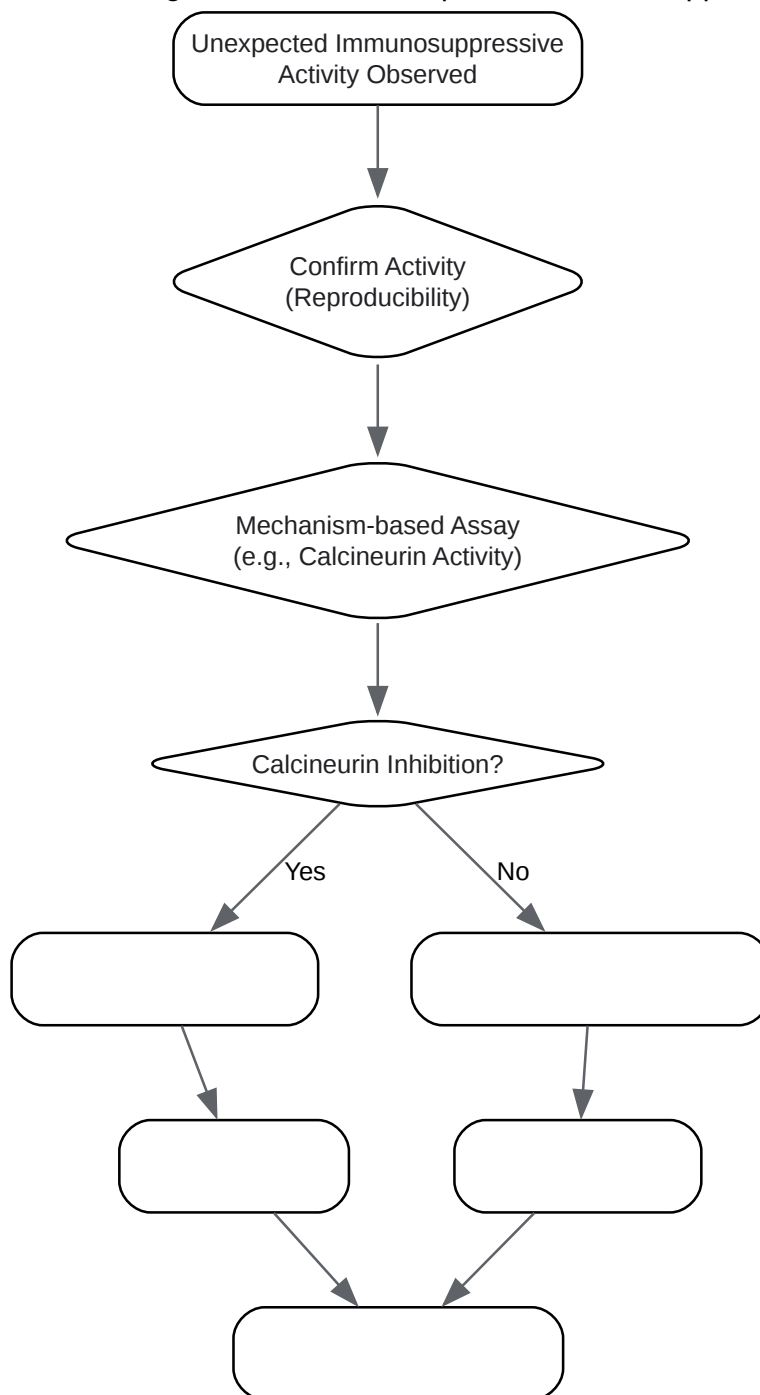 Unexpected Immunosuppressive
Activity Observed
Confirm Activity
(Reproducibility)
Mechanism-based Assay
(e.g., Calcineurin Activity)
Calcineurin Inhibition?
Yes
No